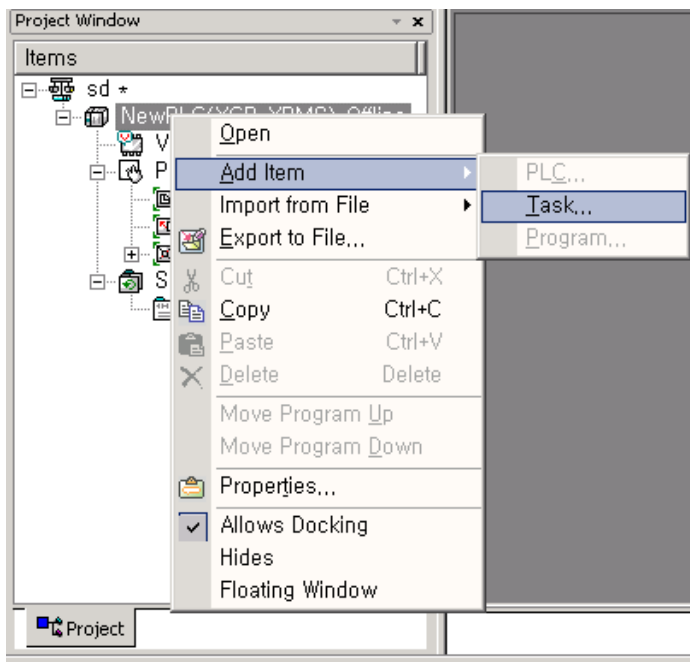 Project Window
Items
sd *
NewPLC(XGB-XBMS)-Offline
V
P
S
Open
Add Item
Import from File
Export to File...
Cut Ctrl+X
Copy Ctrl+C
Paste Ctrl+V
Delete Delete
Move Program Up
Move Program Down
Properties...
Allows Docking
Hides
Floating Window
PLC...
Task...
Program...
Project